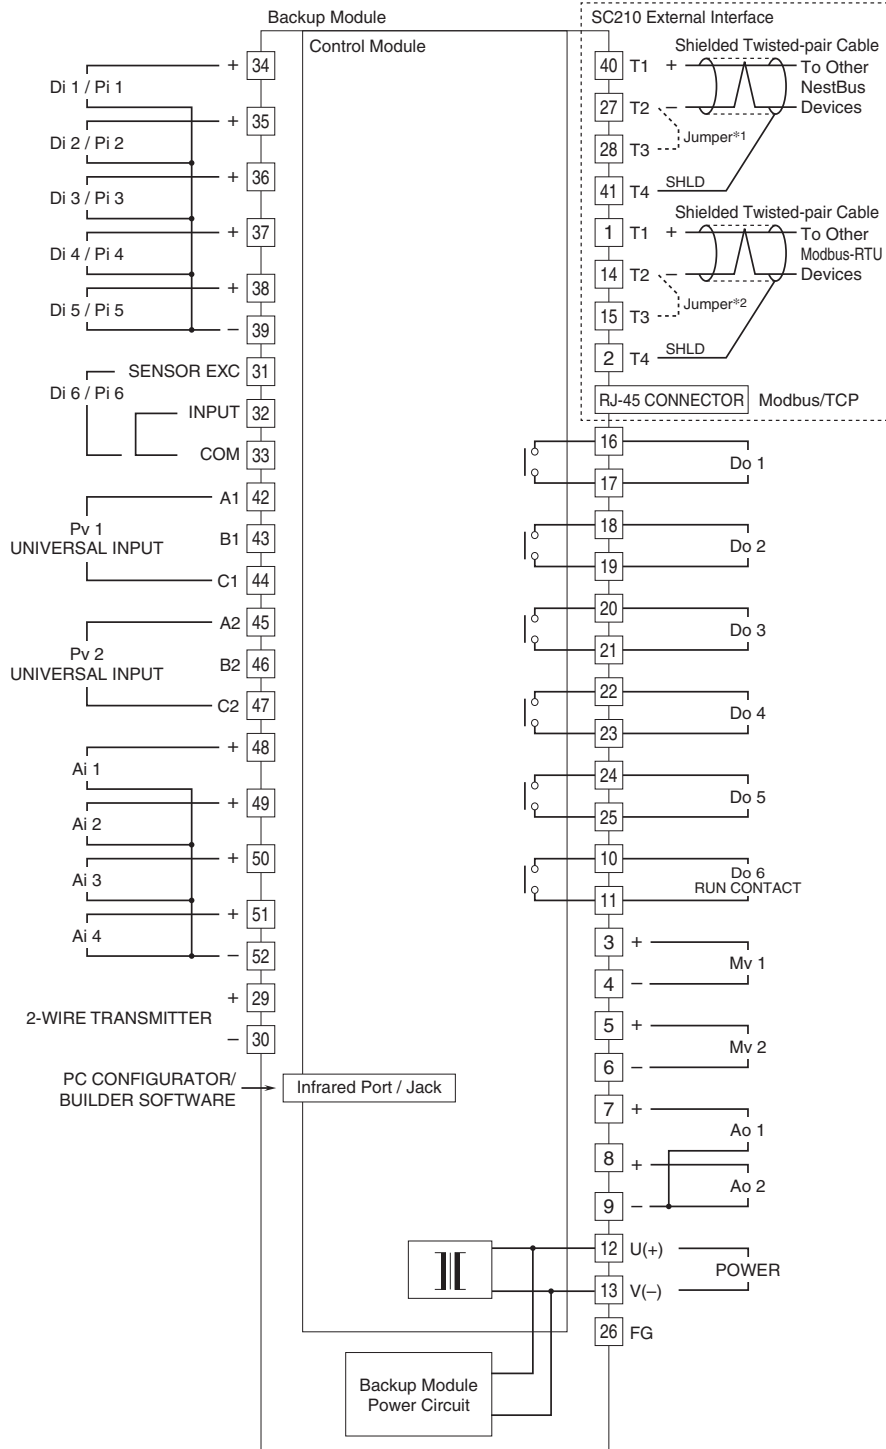 Backup Module
SC210 External Interface
Control Module
Shielded Twisted-pair Cable
Di 1 / Pi 1
+ 34
40 T1 +
To Other
NestBus
Devices
27 T2 –
Jumper*1
28 T3
41 T4 SHLD
Di 2 / Pi 2
+ 35
Di 3 / Pi 3
+ 36
Di 4 / Pi 4
+ 37
Di 5 / Pi 5
+ 38
– 39
Shielded Twisted-pair Cable
1 T1 +
To Other
Modbus-RTU
Devices
14 T2 –
Jumper*2
15 T3
2 T4 SHLD
RJ-45 CONNECTOR Modbus/TCP
Di 6 / Pi 6
SENSOR EXC 31
INPUT 32
COM 33
Pv 1
UNIVERSAL INPUT
A1 42
B1 43
C1 44
Pv 2
UNIVERSAL INPUT
A2 45
B2 46
C2 47
Ai 1
+ 48
Ai 2
+ 49
Ai 3
+ 50
Ai 4
+ 51
– 52
2-WIRE TRANSMITTER
+ 29
– 30
PC CONFIGURATOR/
BUILDER SOFTWARE
Infrared Port / Jack
16
Do 1
17
18
Do 2
19
20
Do 3
21
22
Do 4
23
24
Do 5
25
10
Do 6
RUN CONTACT
11
3 +
Mv 1
4 –
5 +
Mv 2
6 –
7 +
Ao 1
8 +
Ao 2
9 –
12 U(+)
POWER
13 V(–)
26 FG
Backup Module
Power Circuit